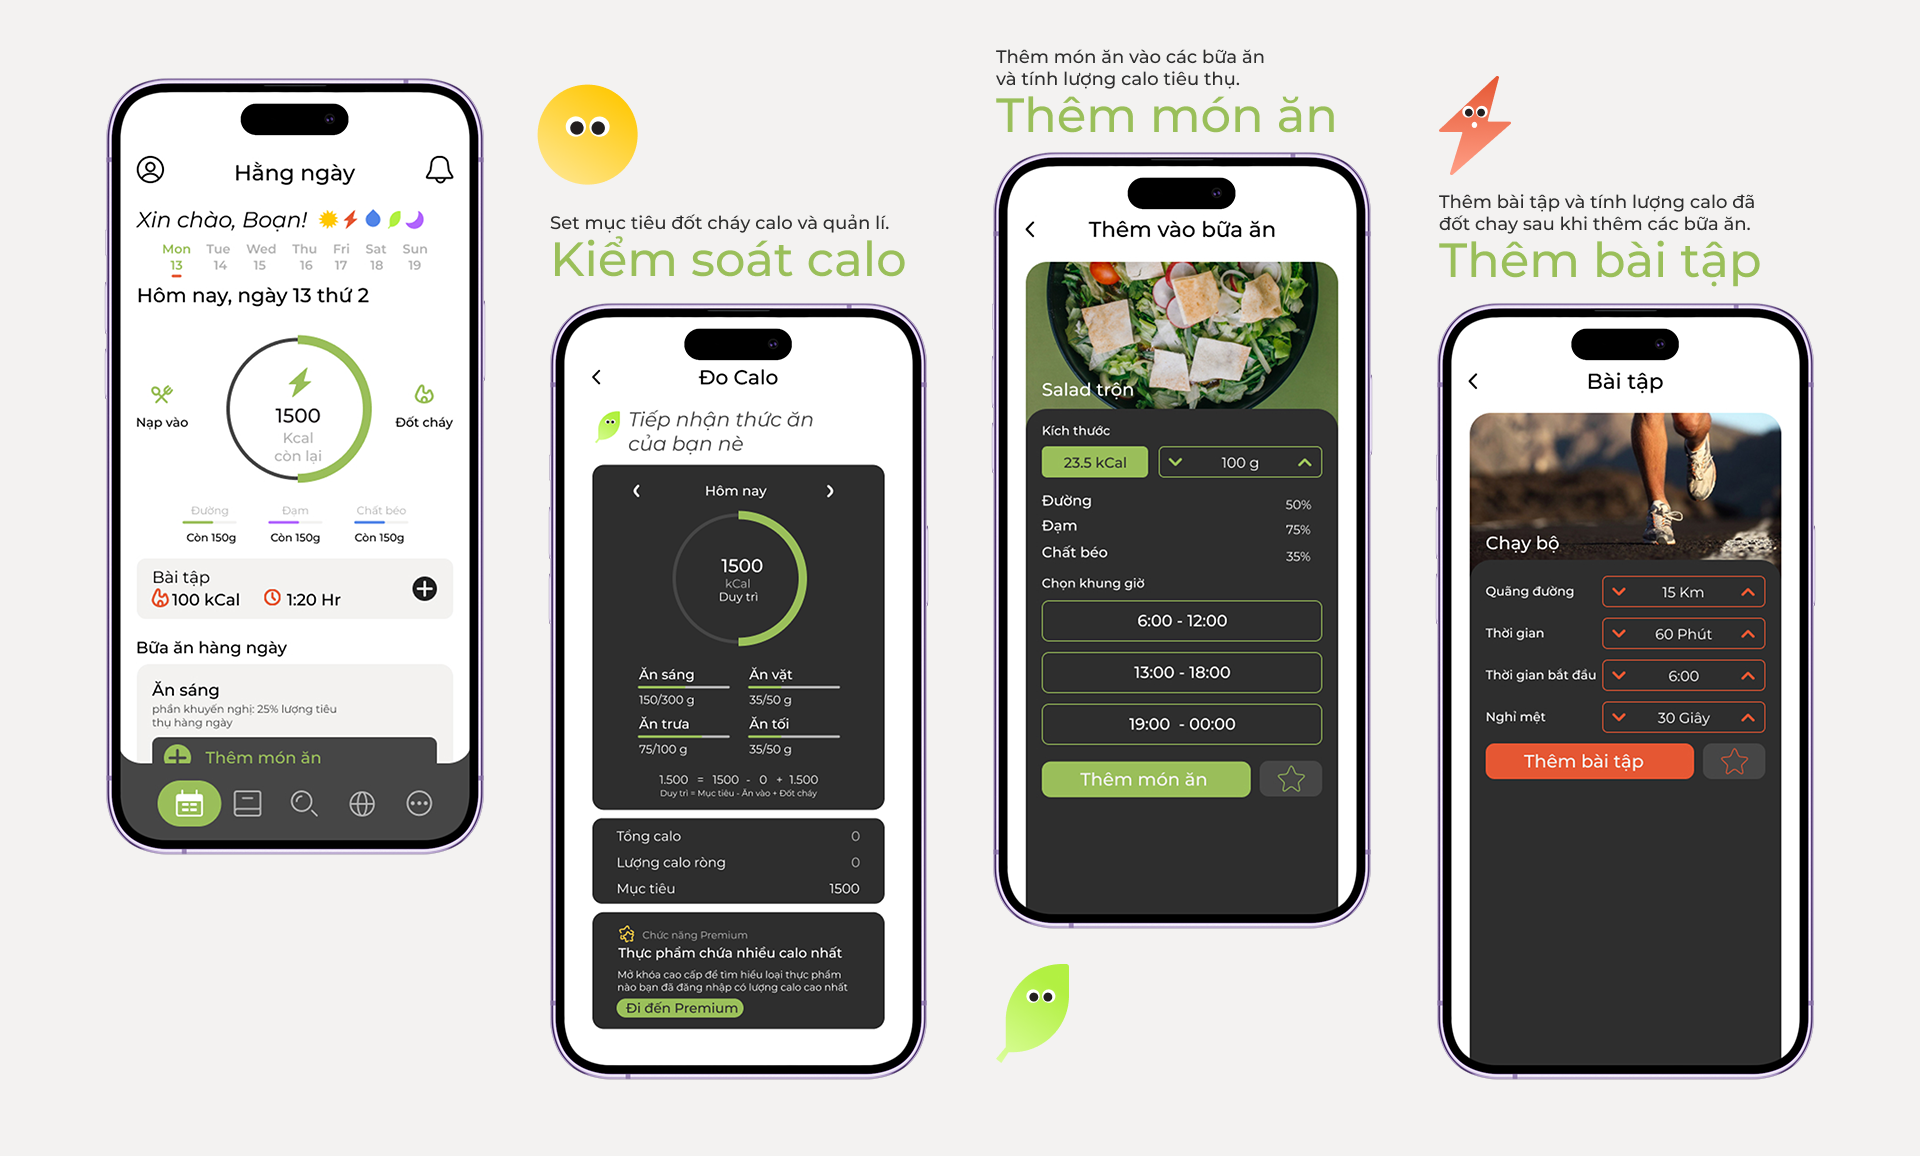 Hằng ngày
Xin chào, Boạn!
Mon Tue Wed Thu Fri Sat Sun
13 14 15 16 17 18 19
Hôm nay, ngày 13 thứ 2
Nạp vào
1500
Kcal
còn lại
Đốt cháy
Đường Đạm Chất béo
Còn 150g Còn 150g Còn 150g
Bài tập
100 kCal 1:20 Hr
Bữa ăn hàng ngày
Ăn sáng
phần khuyến nghị: 25% lượng tiêu
thụ hàng ngày
Thêm món ăn
Set mục tiêu đốt cháy calo và quản lí.
Kiểm soát calo
Đo Calo
Tiếp nhận thức ăn
của bạn nè
Hôm nay
1500
kCal
Duy trì
Ăn sáng Ăn vặt
150/300 g 35/50 g
Ăn trưa Ăn tối
75/100 g 35/50 g
1.500 = 1500 - 0 + 1.500
Duy trì = Mục tiêu - Ăn vào + Đốt cháy
Tổng calo 0
Lượng calo ròng 0
Mục tiêu 1500
Chức năng Premium
Thực phẩm chứa nhiều calo nhất
Mở khóa cao cấp để tìm hiểu loại thực phẩm
nào bạn đã đăng nhập có lượng calo cao nhất
Đi đến Premium
Thêm món ăn vào các bữa ăn
và tính lượng calo tiêu thụ.
Thêm món ăn
Thêm vào bữa ăn
Salad trộn
Kích thước
23.5 kCal 100 g
Đường 50%
Đạm 75%
Chất béo 35%
Chọn khung giờ
6:00 - 12:00
13:00 - 18:00
19:00 - 00:00
Thêm món ăn
Thêm bài tập và tính lượng calo đã
đốt chay sau khi thêm các bữa ăn.
Thêm bài tập
Bài tập
Chạy bộ
Quãng đường 15 Km
Thời gian 60 Phút
Thời gian bắt đầu 6:00
Nghỉ mệt 30 Giây
Thêm bài tập